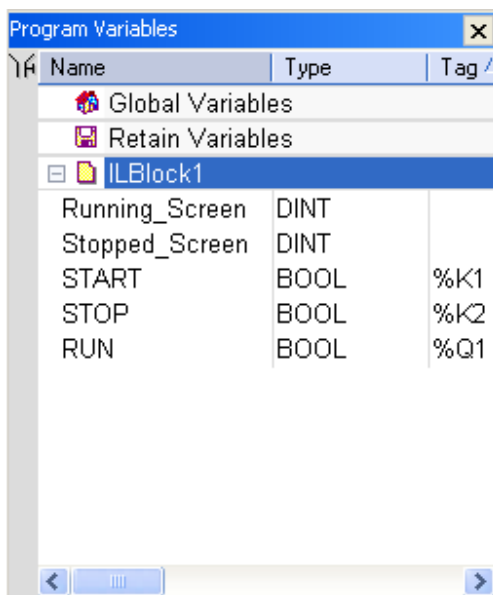 Program Variables
Name Type Tag
Global Variables
Retain Variables
ILBlock1
Running_Screen DINT
Stopped_Screen DINT
START BOOL %K1
STOP BOOL %K2
RUN BOOL %Q1